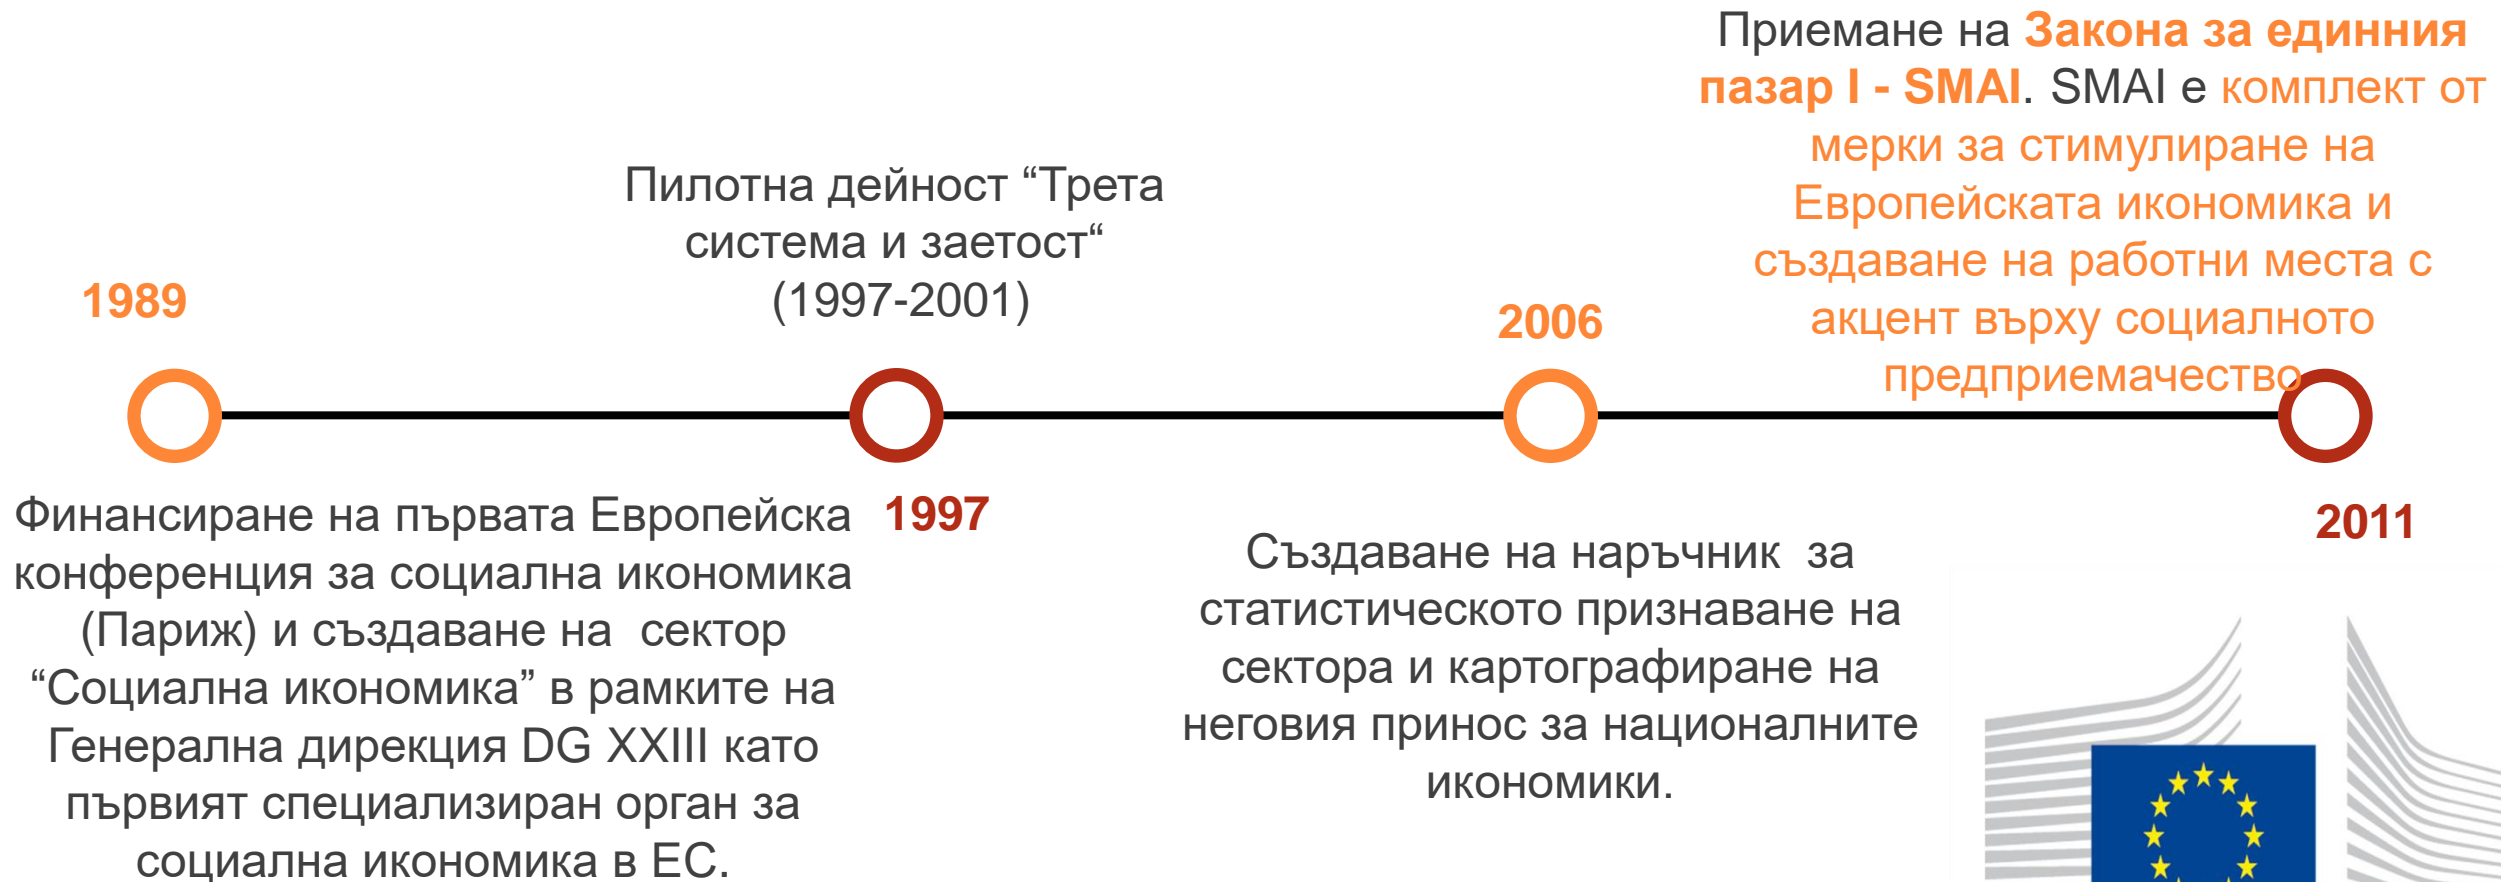 1989
Финансиране на първата Европейска
конференция за социална икономика
(Париж) и създаване на  сектор
“Социална икономика” в рамките на
Генерална дирекция DG XXIII като
първият специализиран орган за
социална икономика в ЕС.
Пилотна дейност “Трета
система и заетост“
(1997-2001)
1997
2006
Създаване на наръчник  за
статистическото признаване на
сектора и картографиране на
неговия принос за националните
икономики.
Приемане на Закона за единния
пазар I - SMAI. SMAI е комплект от
мерки за стимулиране на
Европейската икономика и
създаване на работни места с
акцент върху социалното
предприемачество
2011